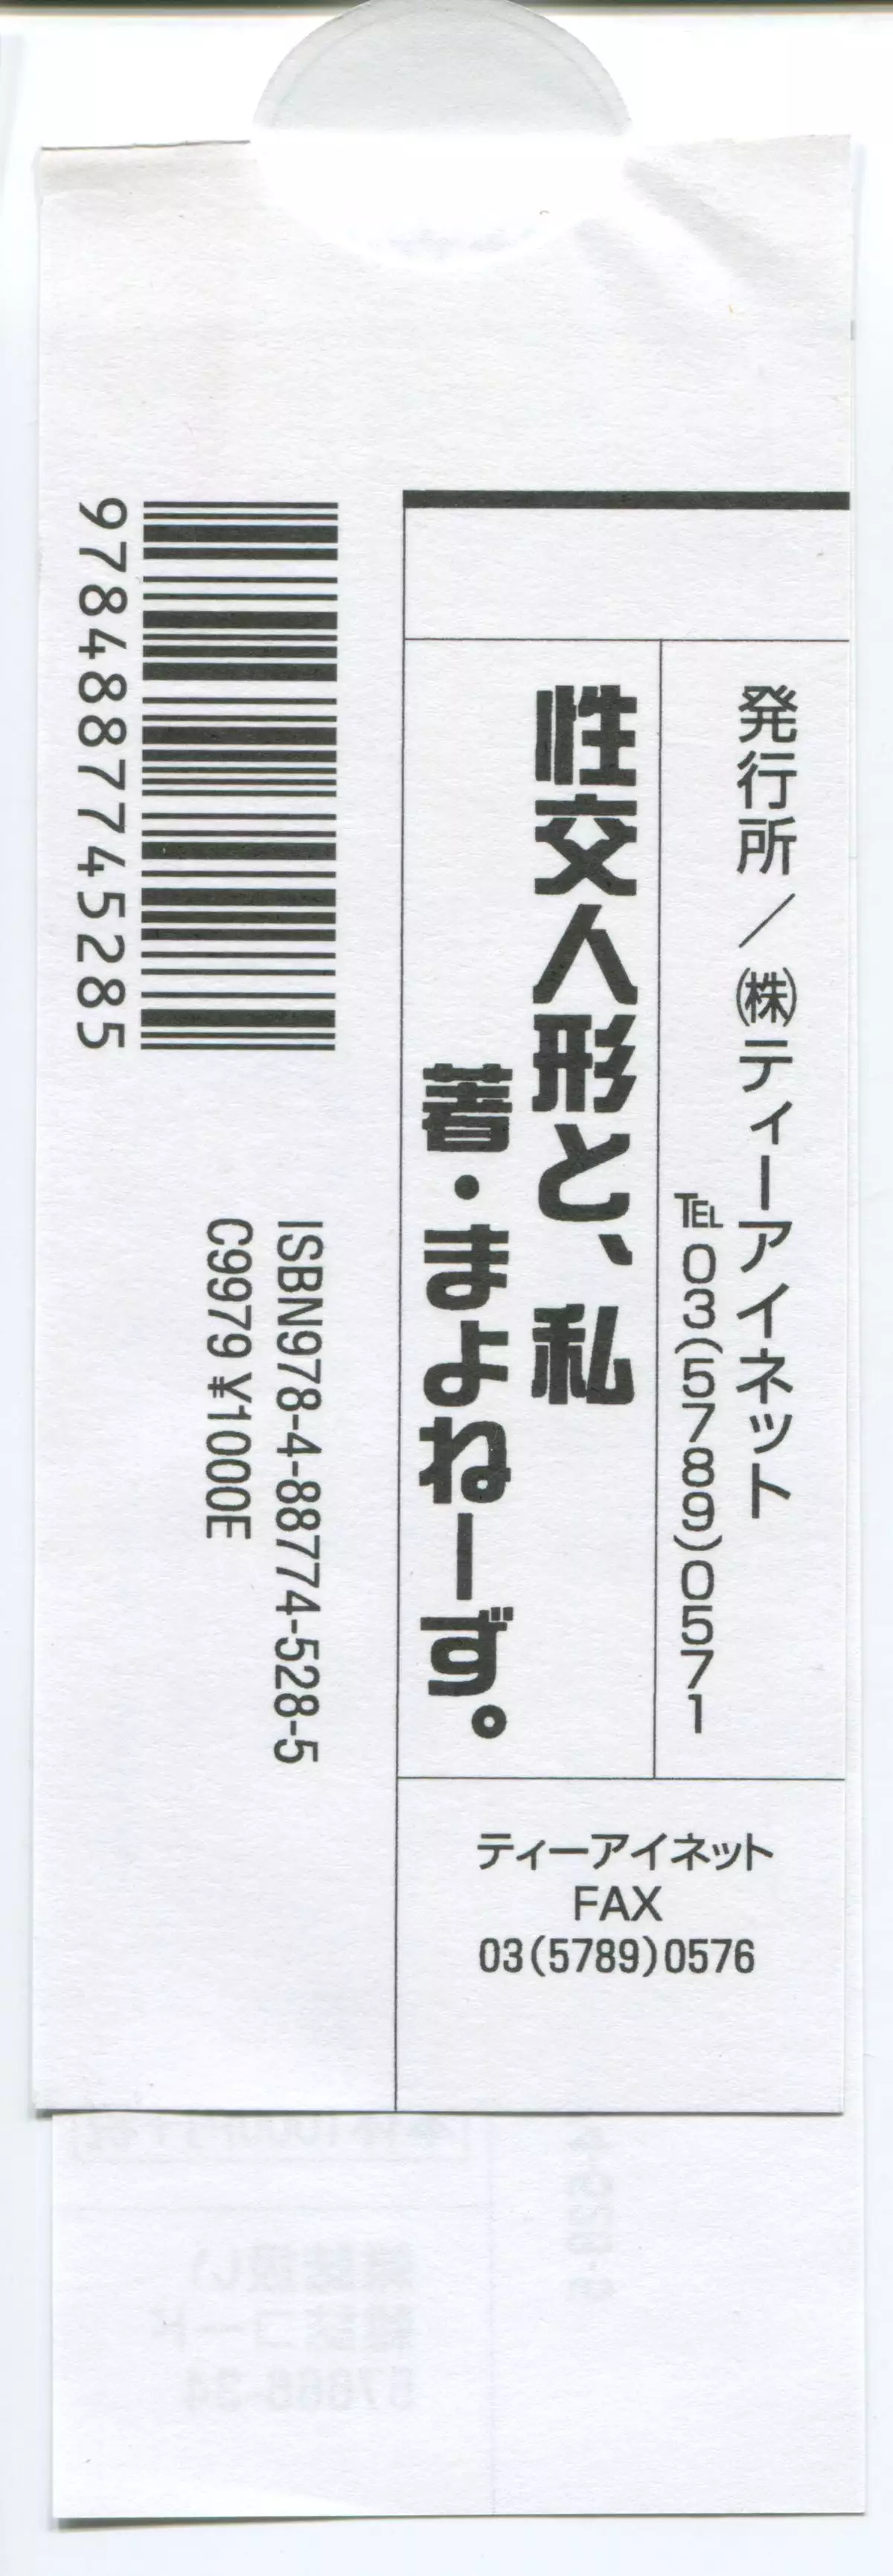 発行所／㈱ティーアイネット
TEL 03(5789)0571
性交人形と、私
著・まよねーず。
ISBN978-4-88774-528-5
C9979 ¥1000E
9784887745285
ティーアイネット
FAX
03(5789)0576